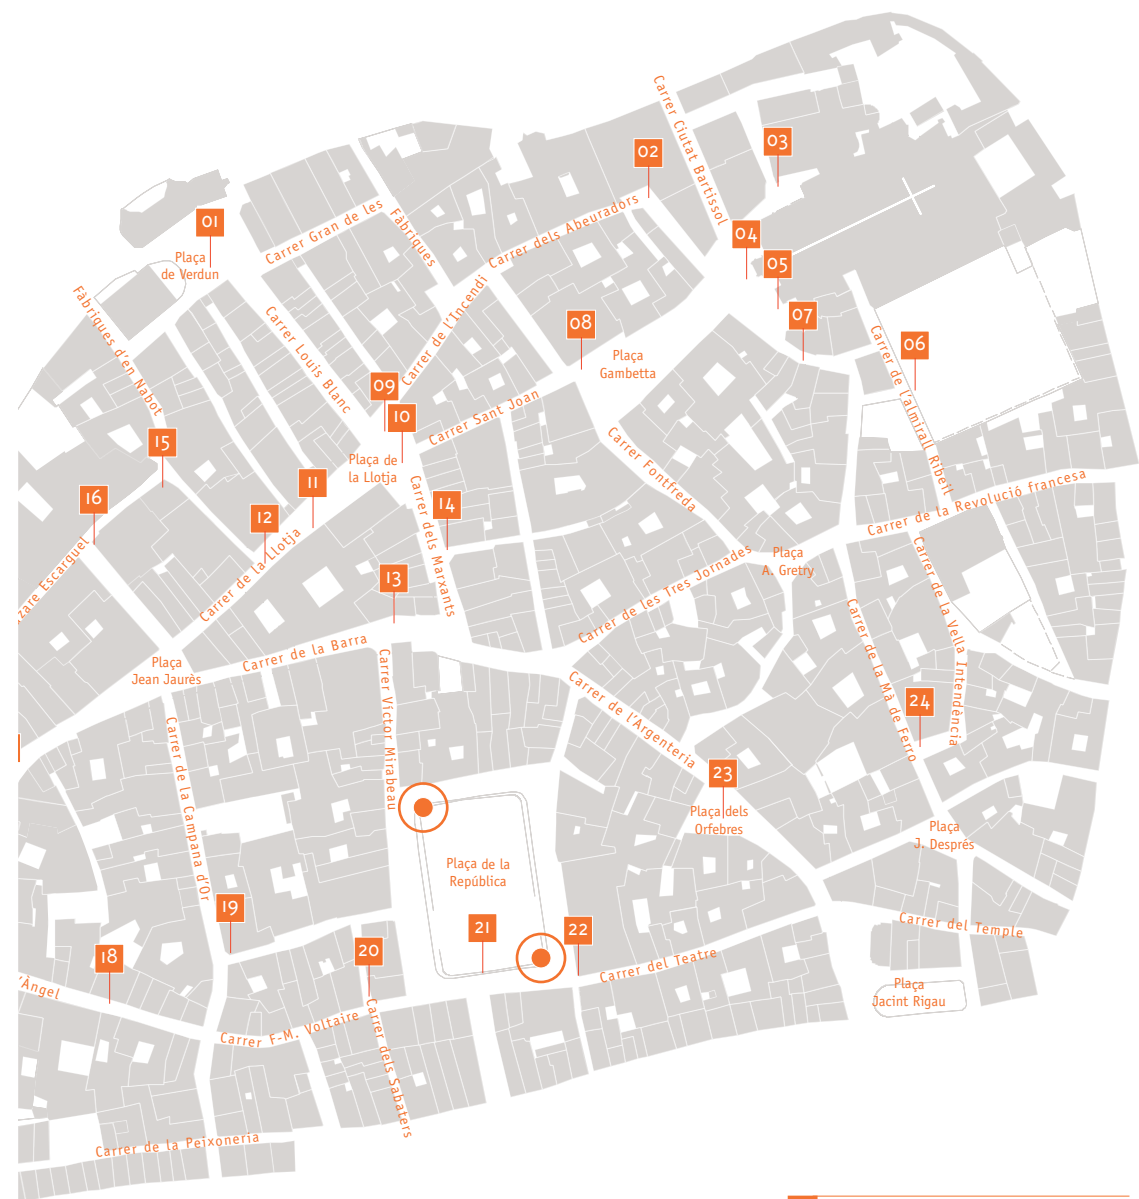 Carrer Ciutat Bartissol
03
02
Carrer Gran de les
Fàbriques
Carrer dels Abeuradors
01
Plaça
de Verdun
04
05
07
06
Fàbriques d'en Nabot
Carrer Louis Blanc
Carrer de l'Incendi
08
Plaça
Gambetta
Carrer de l'almirall Ribeil
09
10
Carrer Sant Joan
Plaça de
la Llotja
Carrer Fontfreda
15
11
16
12
14
Carrer dels Marxants
Carrer de la Revolució francesa
Carrer de la Llotja
zare Escarguel
13
Plaça
A. Gretry
Carrer de les Tres Jornades
Carrer de la Vella Intendència
Carrer de la Mà de Ferro
Carrer de la Barra
Plaça
Jean Jaurès
Carrer Víctor Mirabeau
Carrer de l'Argenteria
24
Carrer de la Campana d'Or
23
Plaça dels
Orfebres
Plaça
J. Després
Plaça de la
República
19
21
22
20
18
Carrer del Temple
Carrer del Teatre
'Àngel
Plaça
Jacint Rigau
Carrer F-M. Voltaire
Carrer dels Sabaters
Carrer de la Peixoneria